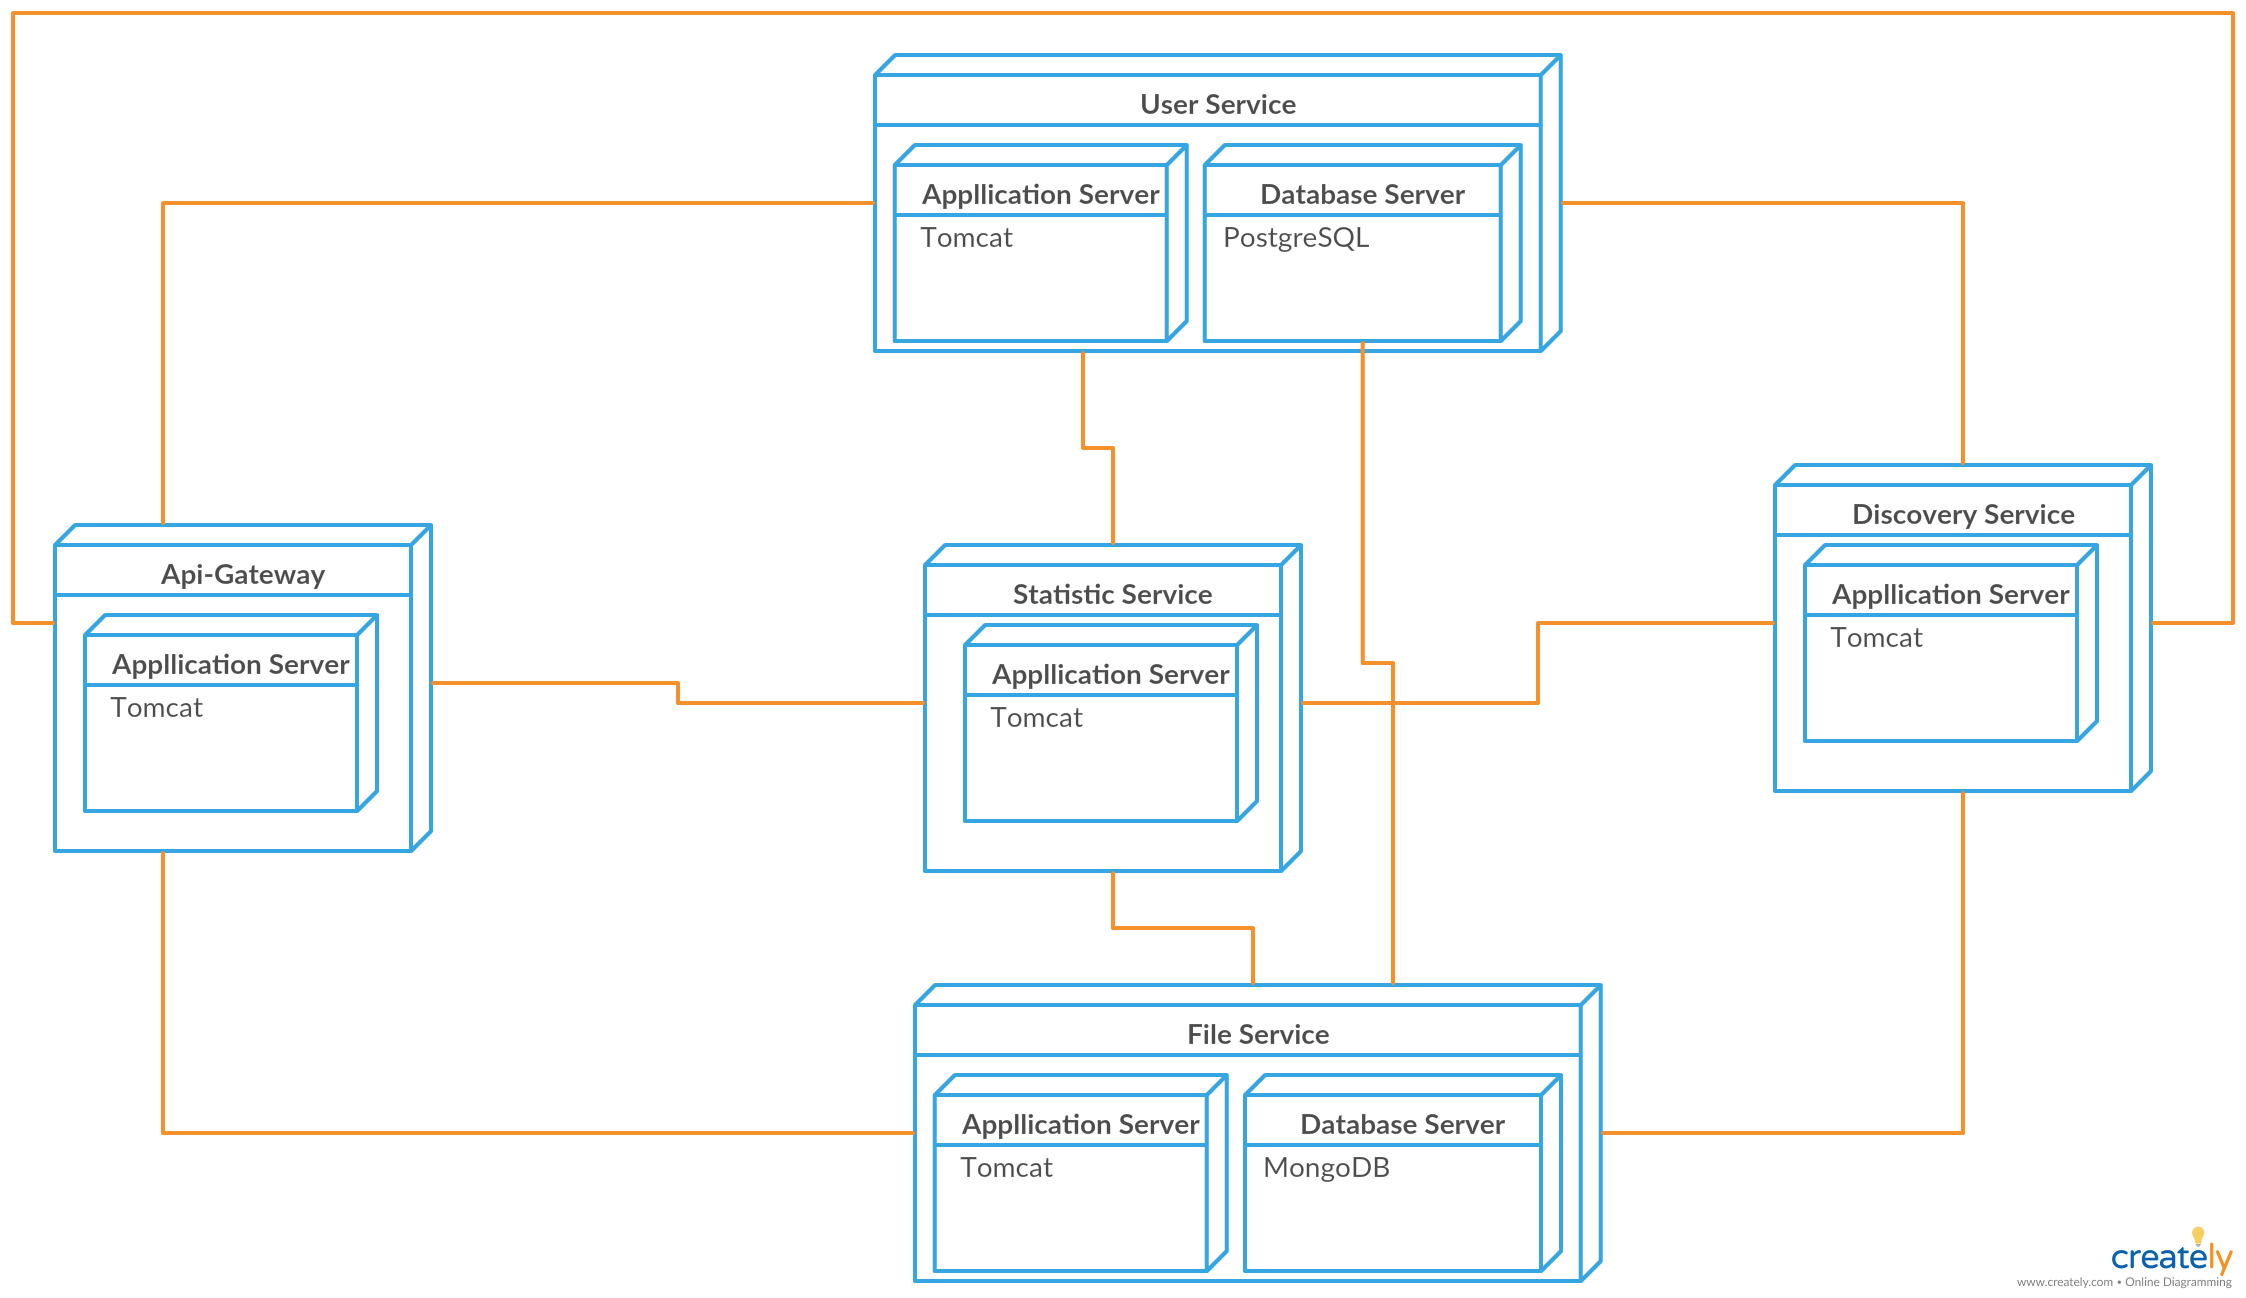 User Service
Appllication Server
Tomcat
Database Server
PostgreSQL
Api-Gateway
Appllication Server
Tomcat
Statistic Service
Appllication Server
Tomcat
Discovery Service
Appllication Server
Tomcat
File Service
Appllication Server
Tomcat
Database Server
MongoDB
creately
www.creately.com • Online Diagramming